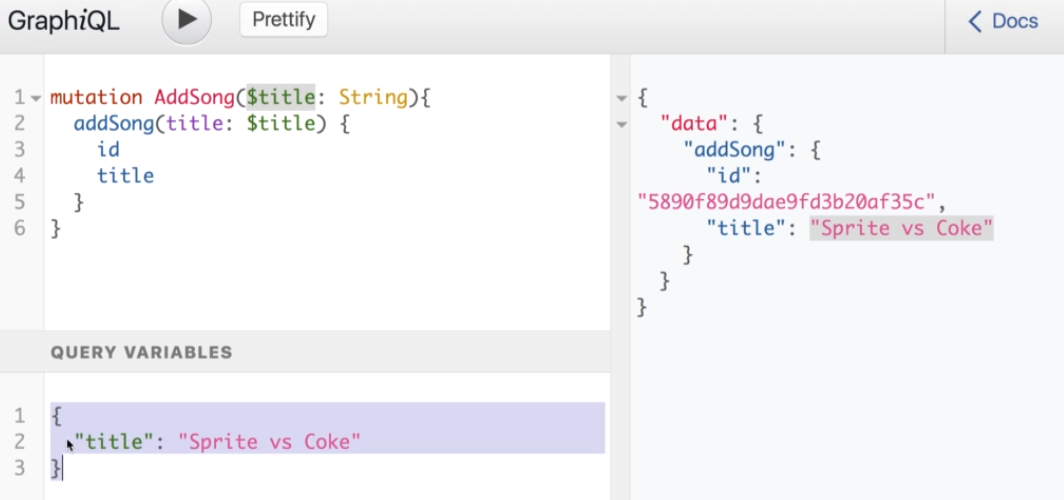 GraphiQL
Prettify
Docs
1 mutation AddSong($title: String){
2 addSong(title: $title) {
3 id
4 title
5 }
6 }
QUERY VARIABLES
1 {
2 "title": "Sprite vs Coke"
3 }
{
"data": {
"addSong": {
"id":
"5890f89d9dae9fd3b20af35c",
"title": "Sprite vs Coke"
}
}
}